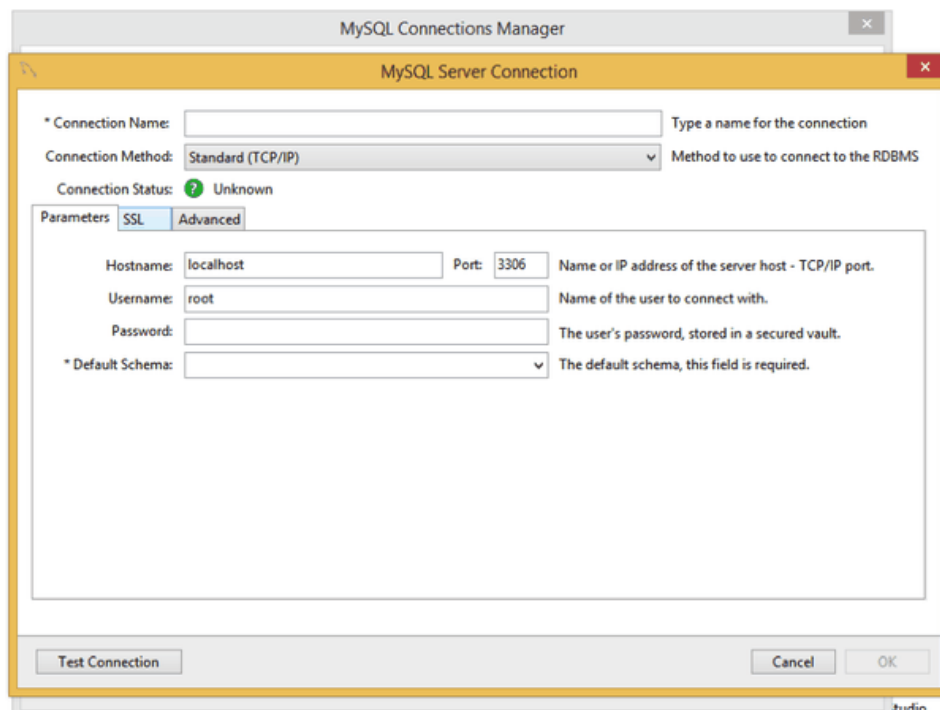 MySQL Connections Manager
MySQL Server Connection
* Connection Name: Type a name for the connection
Connection Method: Standard (TCP/IP) Method to use to connect to the RDBMS
Connection Status: ? Unknown
Parameters SSL Advanced
Hostname: localhost Port: 3306 Name or IP address of the server host - TCP/IP port.
Username: root Name of the user to connect with.
Password: The user's password, stored in a secured vault.
* Default Schema: The default schema, this field is required.
Test Connection Cancel OK